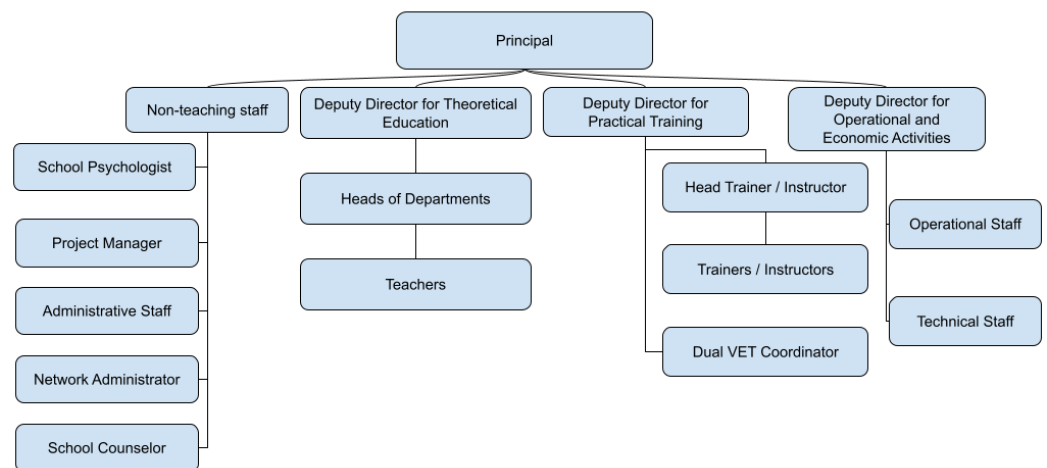 Principal
Non-teaching staff
Deputy Director for Theoretical
Education
Deputy Director for
Practical Training
Deputy Director for
Operational and
Economic Activities
School Psychologist
Project Manager
Administrative Staff
Network Administrator
School Counselor
Heads of Departments
Teachers
Head Trainer / Instructor
Trainers / Instructors
Dual VET Coordinator
Operational Staff
Technical Staff